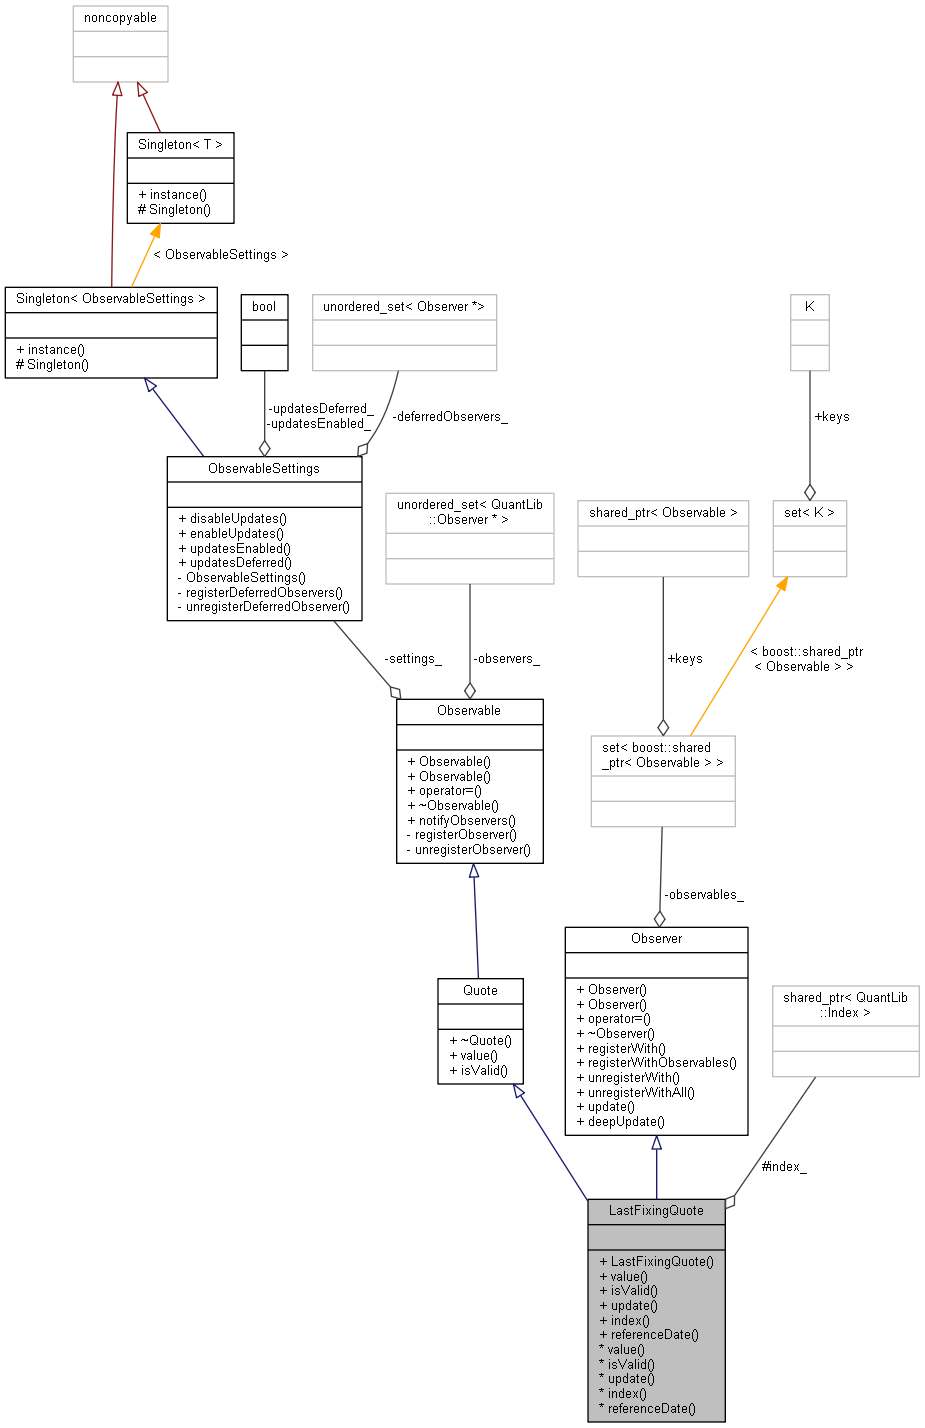 noncopyable
Singleton< T >
+ instance()
# Singleton()
< ObservableSettings >
Singleton< ObservableSettings >
+ instance()
# Singleton()
bool
unordered_set< Observer *>
K
-updatesDeferred_
-updatesEnabled_
-deferredObservers_
+keys
ObservableSettings
+ disableUpdates()
+ enableUpdates()
+ updatesEnabled()
+ updatesDeferred()
- ObservableSettings()
- registerDeferredObservers()
- unregisterDeferredObserver()
unordered_set< QuantLib
::Observer * >
shared_ptr< Observable >
set< K >
-settings_
-observers_
+keys
< boost::shared_ptr
< Observable > >
Observable
+ Observable()
+ Observable()
+ operator=()
+ ~Observable()
+ notifyObservers()
- registerObserver()
- unregisterObserver()
set< boost::shared
_ptr< Observable > >
-observables_
Observer
+ Observer()
+ Observer()
+ operator=()
+ ~Observer()
+ registerWith()
+ registerWithObservables()
+ unregisterWith()
+ unregisterWithAll()
+ update()
+ deepUpdate()
Quote
+ ~Quote()
+ value()
+ isValid()
shared_ptr< QuantLib
::Index >
#index_
LastFixingQuote
+ LastFixingQuote()
+ value()
+ isValid()
+ update()
+ index()
+ referenceDate()
* value()
* isValid()
* update()
* index()
* referenceDate()